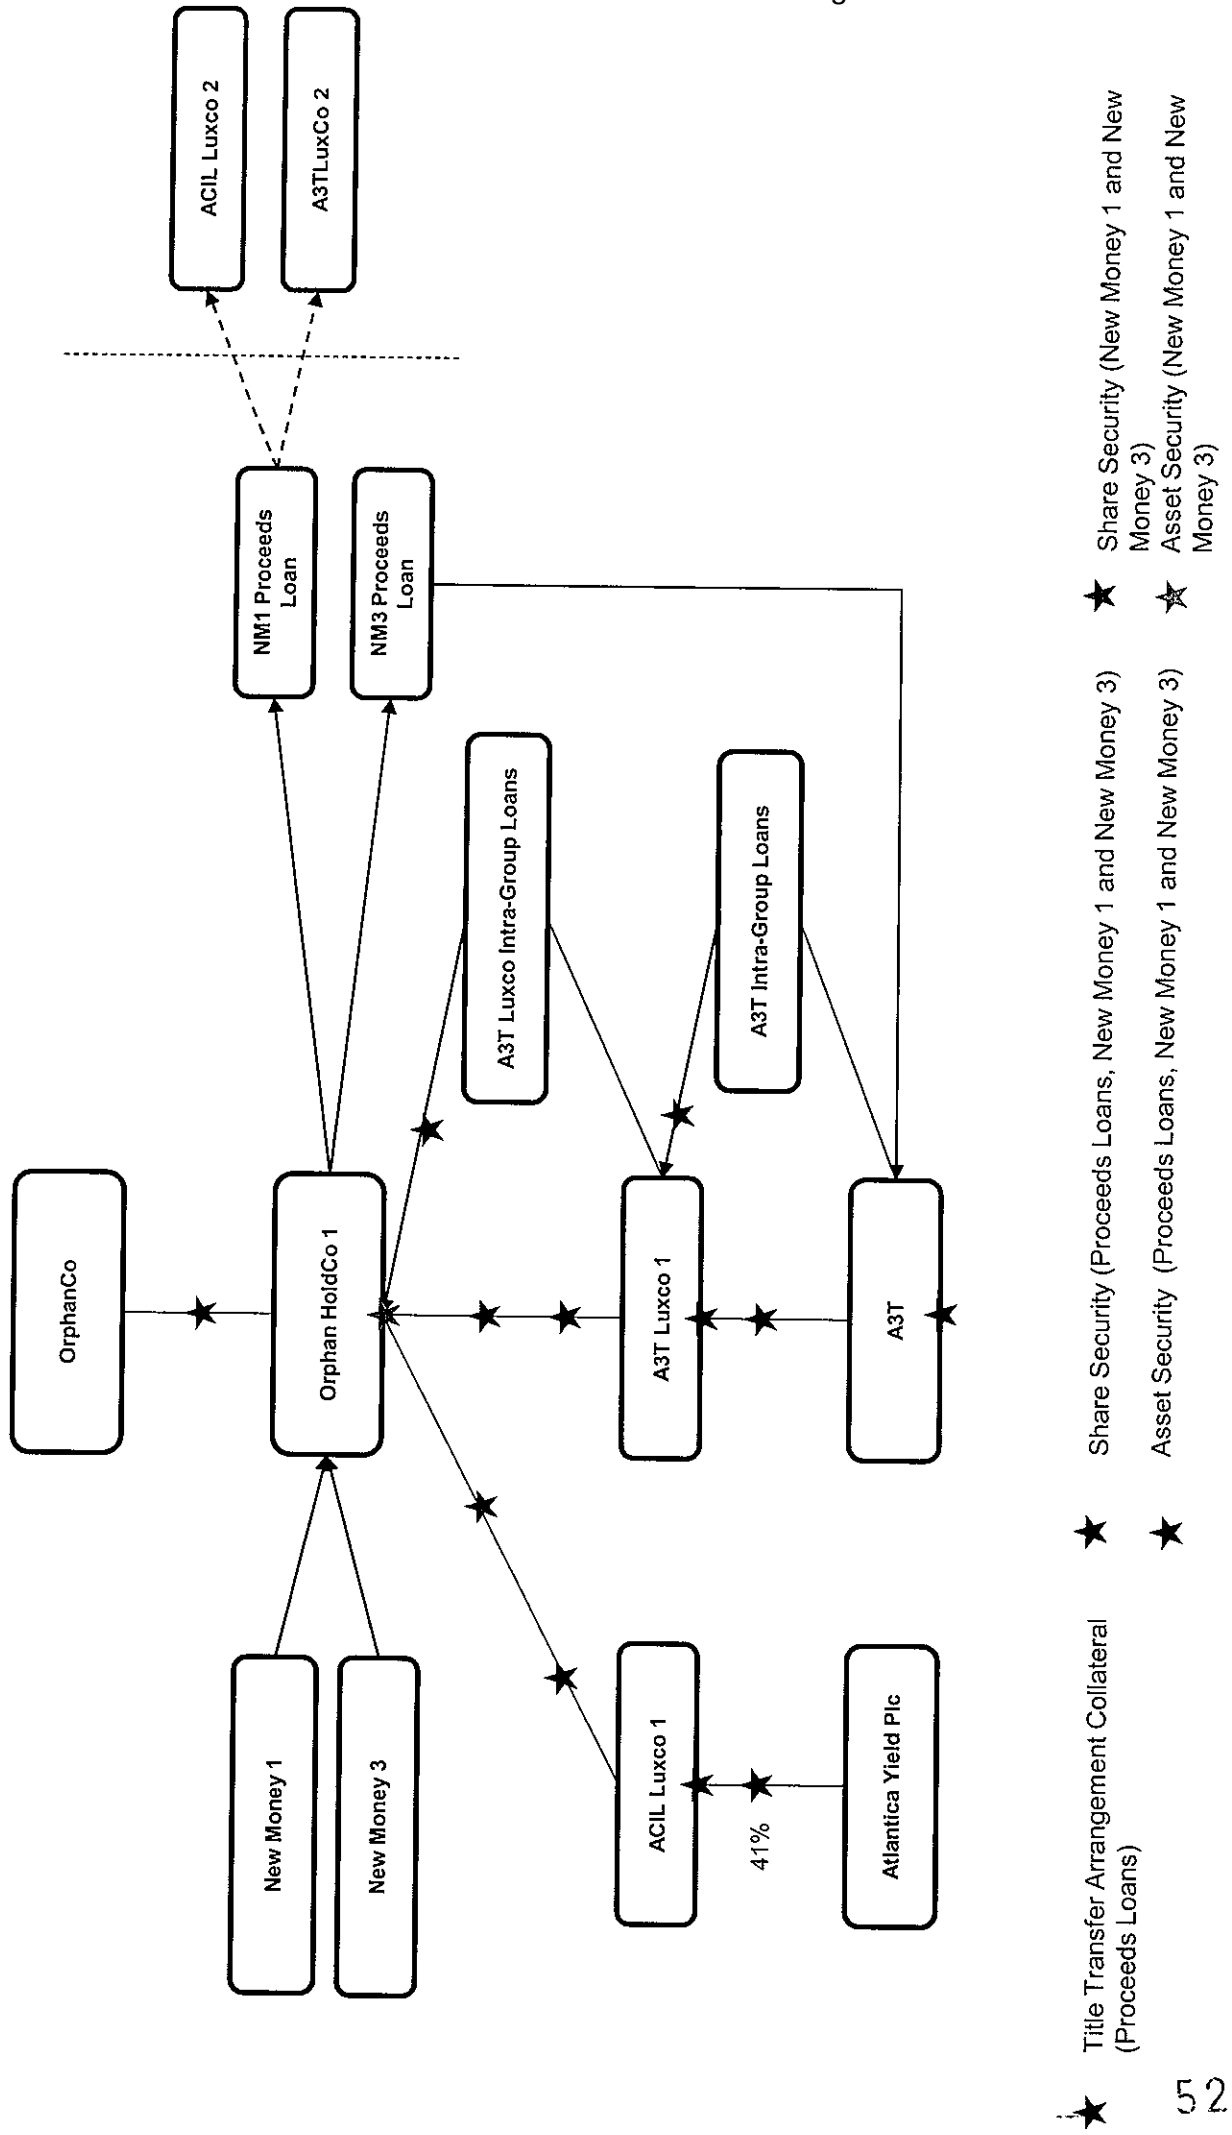 g
OrphanCo
New Money 1
New Money 3
Orphan HoldCo 1
NM1 Proceeds
Loan
NM3 Proceeds
Loan
ACIL Luxco 2
A3TLuxCo 2
A3T Luxco Intra-Group Loans
ACIL Luxco 1
A3T Luxco 1
A3T Intra-Group Loans
41%
Atlantica Yield Plc
A3T
Title Transfer Arrangement Collateral
(Proceeds Loans)
Share Security (Proceeds Loans, New Money 1 and New Money 3)
Asset Security (Proceeds Loans, New Money 1 and New Money 3)
Share Security (New Money 1 and New
Money 3)
Asset Security (New Money 1 and New
Money 3)
52